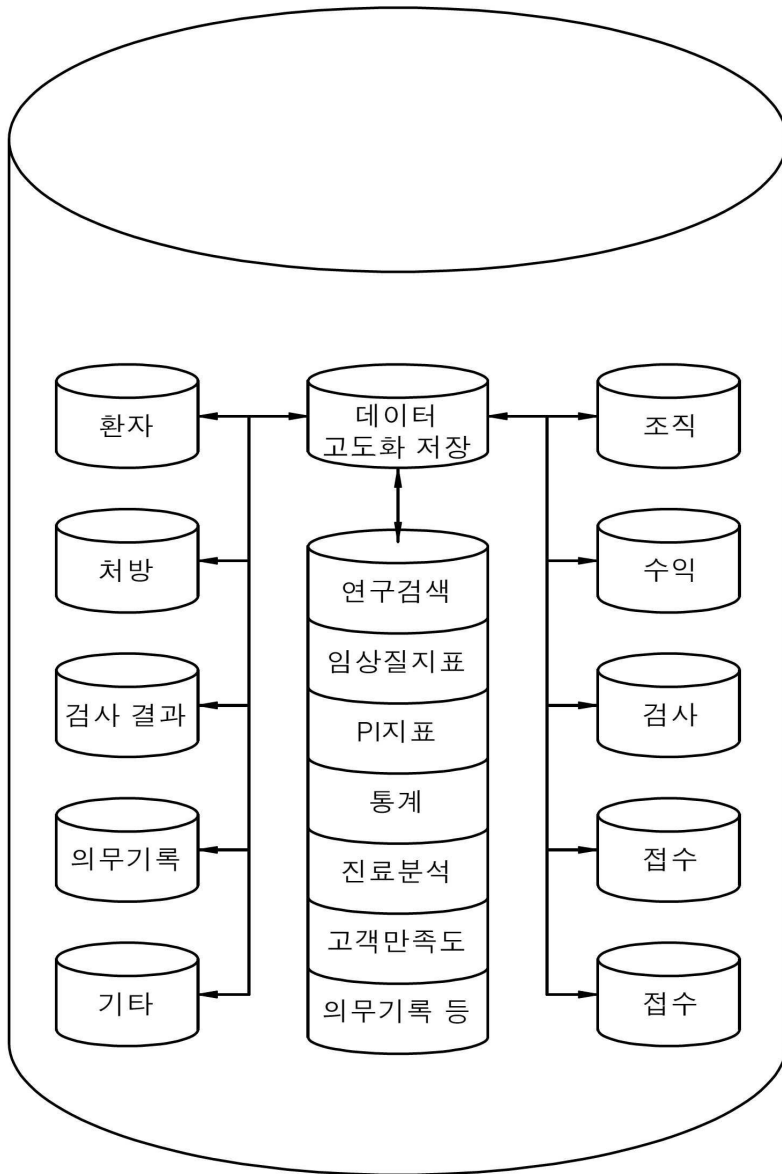 환자
데이터
고도화 저장
조직
처방
수익
연구검색
임상질지표
검사 결과
검사
PI지표
통계
의무기록
접수
진료분석
고객만족도
기타
의무기록 등
접수